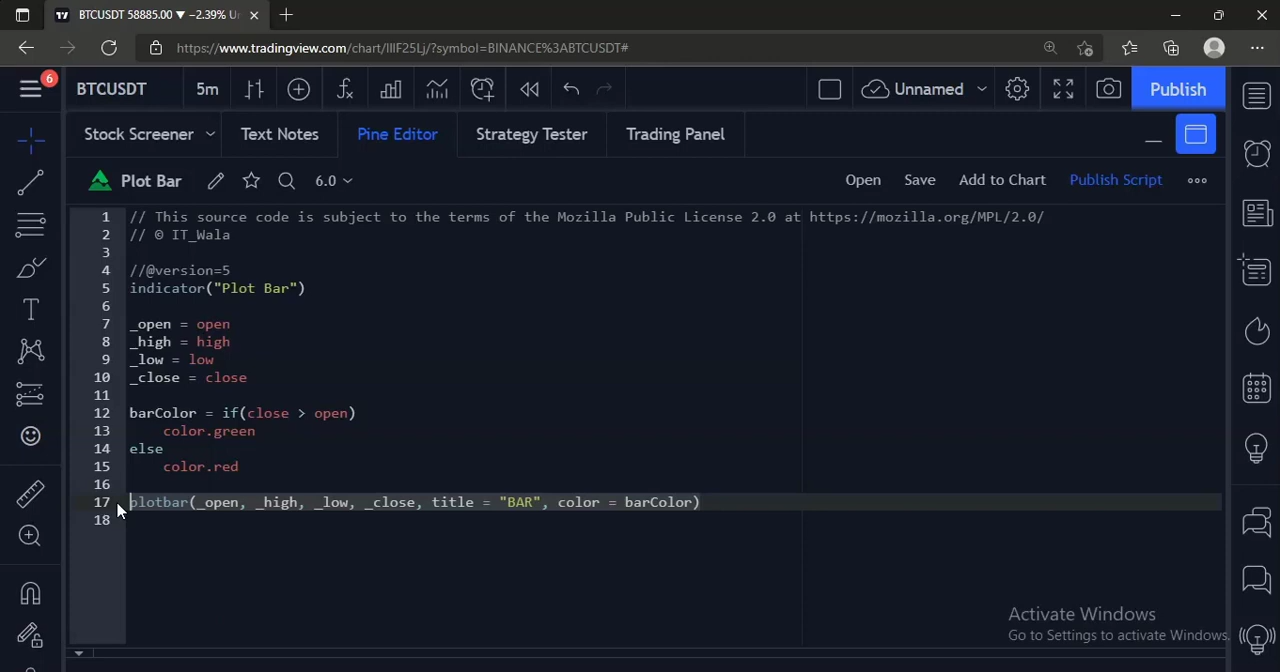 BTCUSDT 58885.00 ▼ −2.39% U
https://www.tradingview.com/chart/IIIF25Lj/?symbol=BINANCE%3ABTCUSDT#
6
BTCUSDT 5m Unnamed Publish
Stock Screener Text Notes Pine Editor Strategy Tester Trading Panel
Plot Bar 6.0 Open Save Add to Chart Publish Script
1 // This source code is subject to the terms of the Mozilla Public License 2.0 at https://mozilla.org/MPL/2.0/
2 // © IT_Wala
3
4 //@version=5
5 indicator("Plot Bar")
6
7 _open = open
8 _high = high
9 _low = low
10 _close = close
11
12 barColor = if(close > open)
13 color.green
14 else
15 color.red
16
17 plotbar(_open, _high, _low, _close, title = "BAR", color = barColor)
18
Activate Windows
Go to Settings to activate Windows.